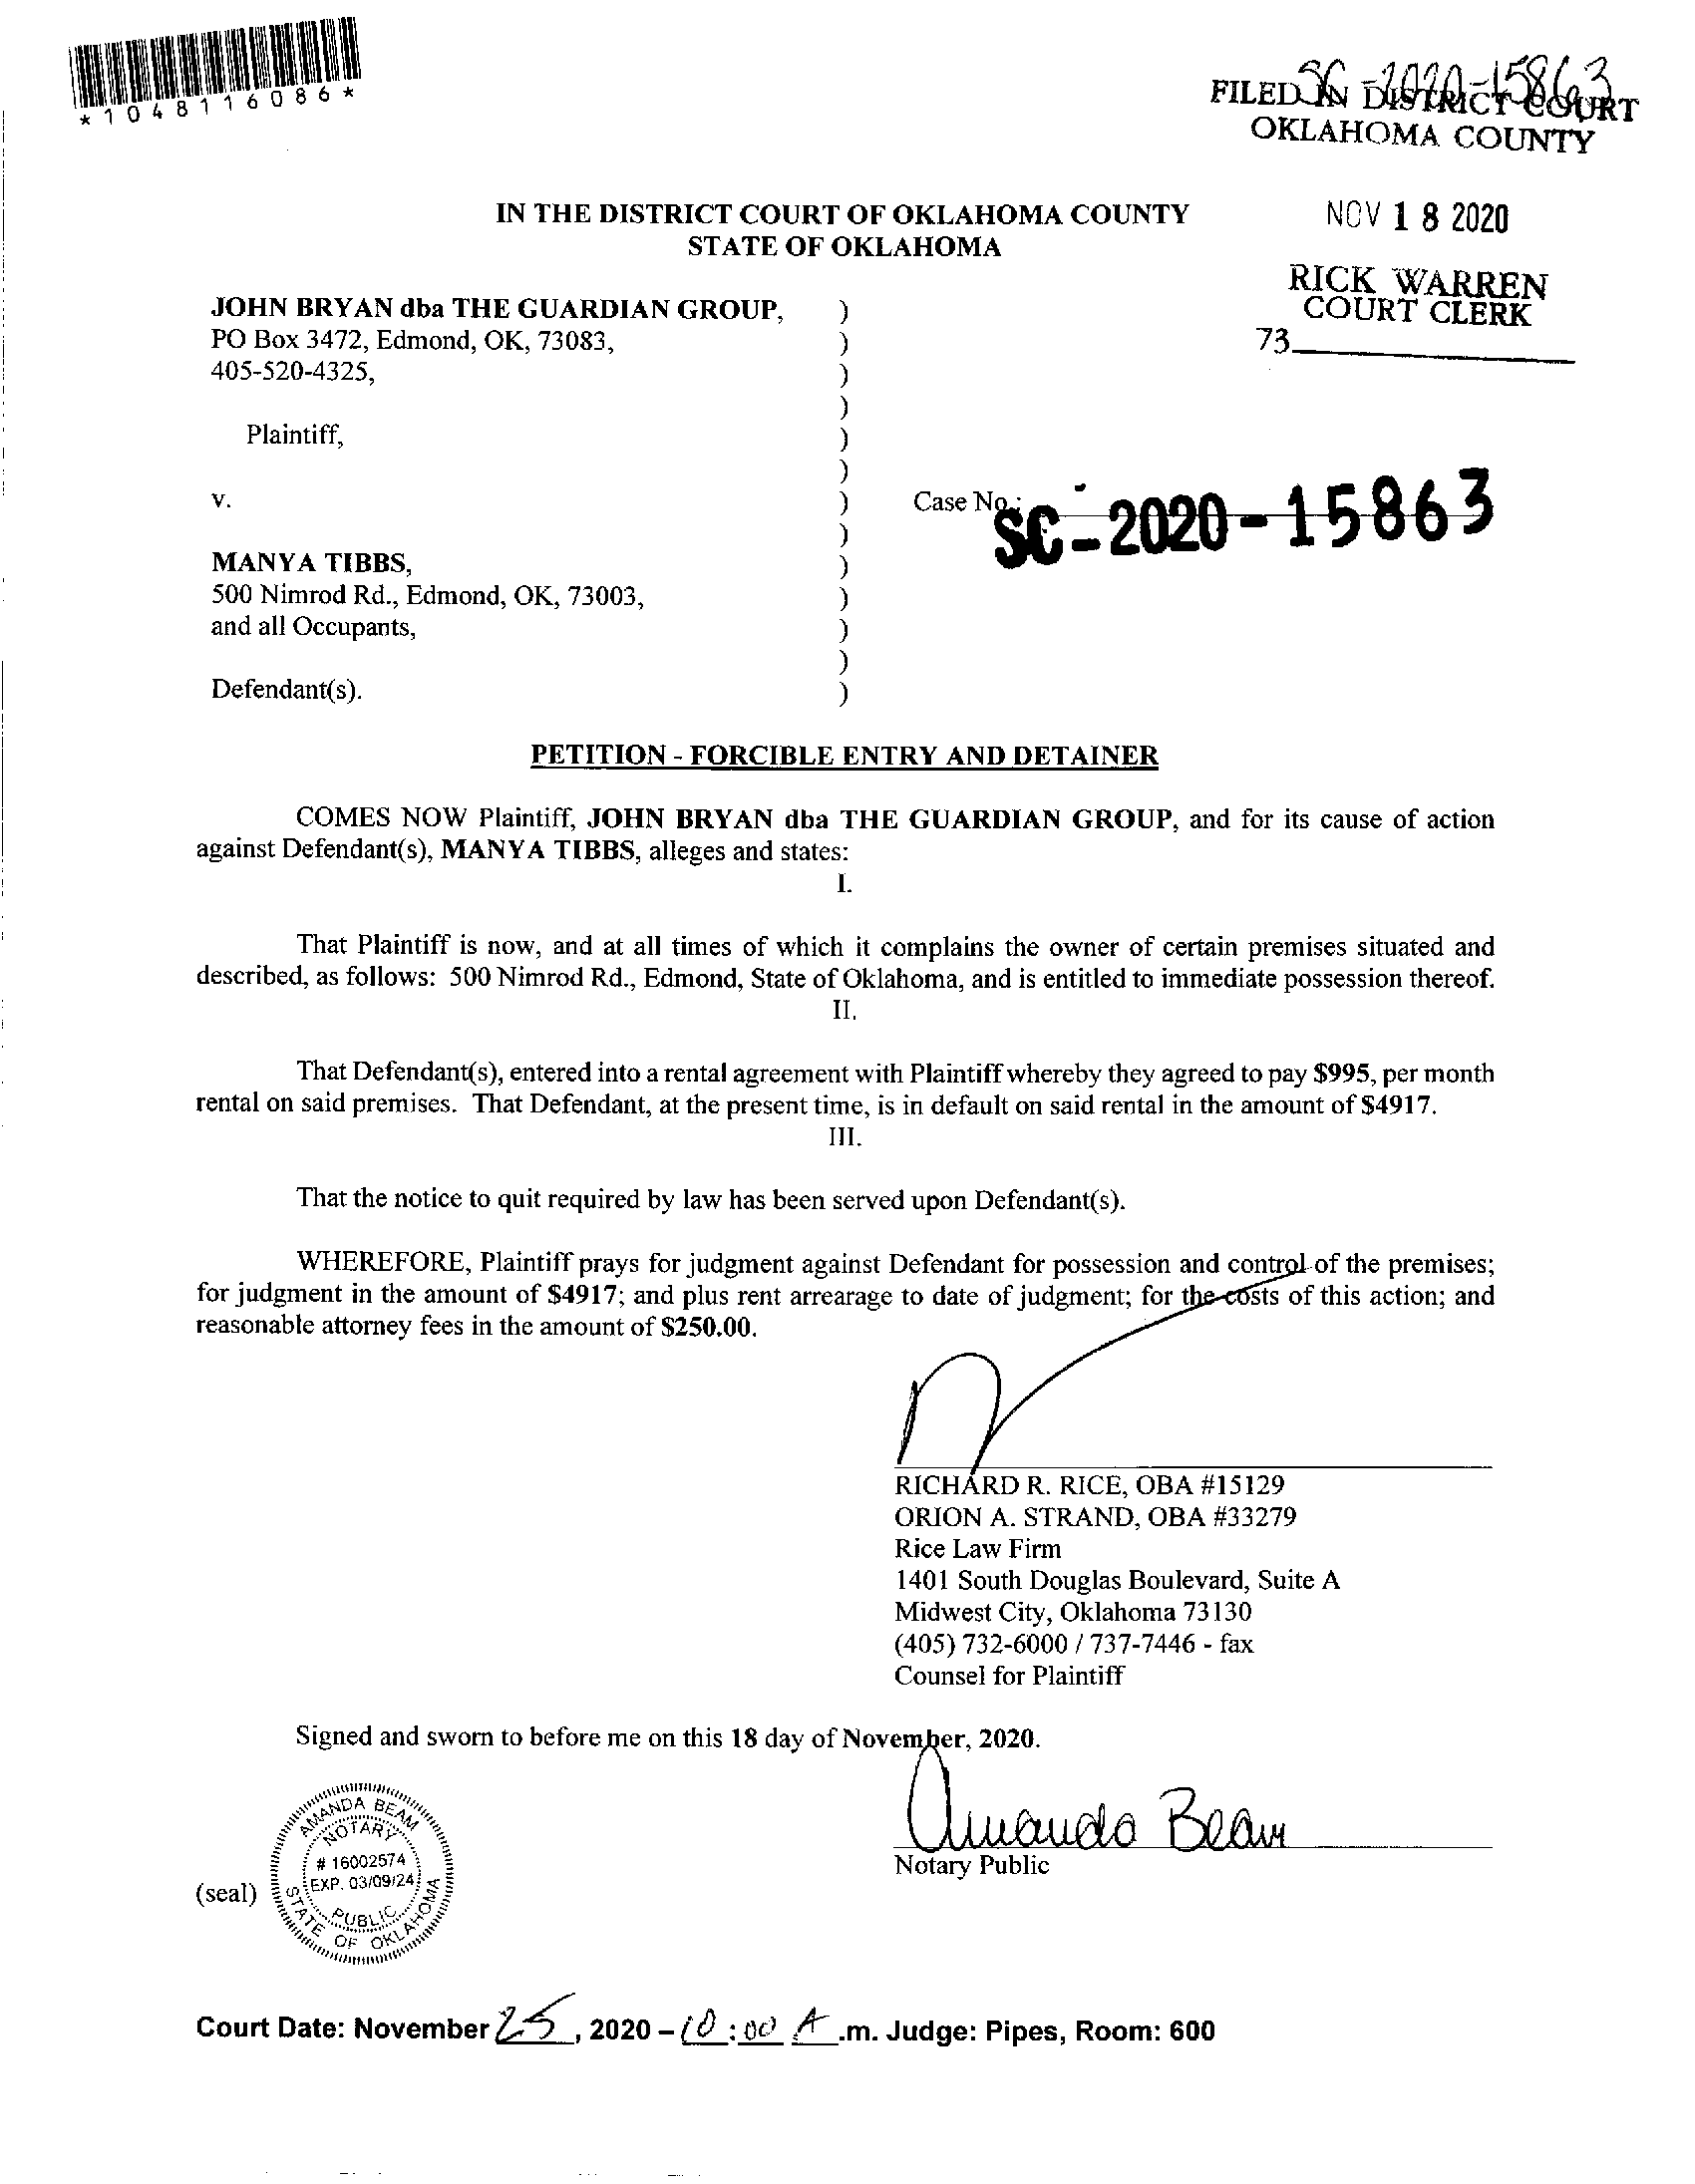 *1048116086*
SC-2020-15863
FILED IN DISTRICT COURT
OKLAHOMA COUNTY
NOV 18 2020
RICK WARREN
COURT CLERK
73
IN THE DISTRICT COURT OF OKLAHOMA COUNTY
STATE OF OKLAHOMA
JOHN BRYAN dba THE GUARDIAN GROUP, )
PO Box 3472, Edmond, OK, 73083, )
405-520-4325, )
)
Plaintiff, )
)
v. ) Case No.: SC-2020-15863
)
MANYA TIBBS, )
500 Nimrod Rd., Edmond, OK, 73003, )
and all Occupants, )
)
Defendant(s). )
PETITION - FORCIBLE ENTRY AND DETAINER
COMES NOW Plaintiff, JOHN BRYAN dba THE GUARDIAN GROUP, and for its cause of action
against Defendant(s), MANYA TIBBS, alleges and states:
I.
That Plaintiff is now, and at all times of which it complains the owner of certain premises situated and
described, as follows: 500 Nimrod Rd., Edmond, State of Oklahoma, and is entitled to immediate possession thereof.
II.
That Defendant(s), entered into a rental agreement with Plaintiff whereby they agreed to pay $995, per month
rental on said premises. That Defendant, at the present time, is in default on said rental in the amount of $4917.
III.
That the notice to quit required by law has been served upon Defendant(s).
WHEREFORE, Plaintiff prays for judgment against Defendant for possession and control of the premises;
for judgment in the amount of $4917; and plus rent arrearage to date of judgment; for the costs of this action; and
reasonable attorney fees in the amount of $250.00.
RICHARD R. RICE, OBA #15129
ORION A. STRAND, OBA #33279
Rice Law Firm
1401 South Douglas Boulevard, Suite A
Midwest City, Oklahoma 73130
(405) 732-6000 / 737-7446 - fax
Counsel for Plaintiff
Signed and sworn to before me on this 18 day of November, 2020.
Amanda Beam
Notary Public
(seal)
AMANDA BEAM
NOTARY
# 16002574
EXP. 03/09/24
PUBLIC
STATE OF OKLAHOMA
Court Date: November 25, 2020 – 10:00 A.m. Judge: Pipes, Room: 600